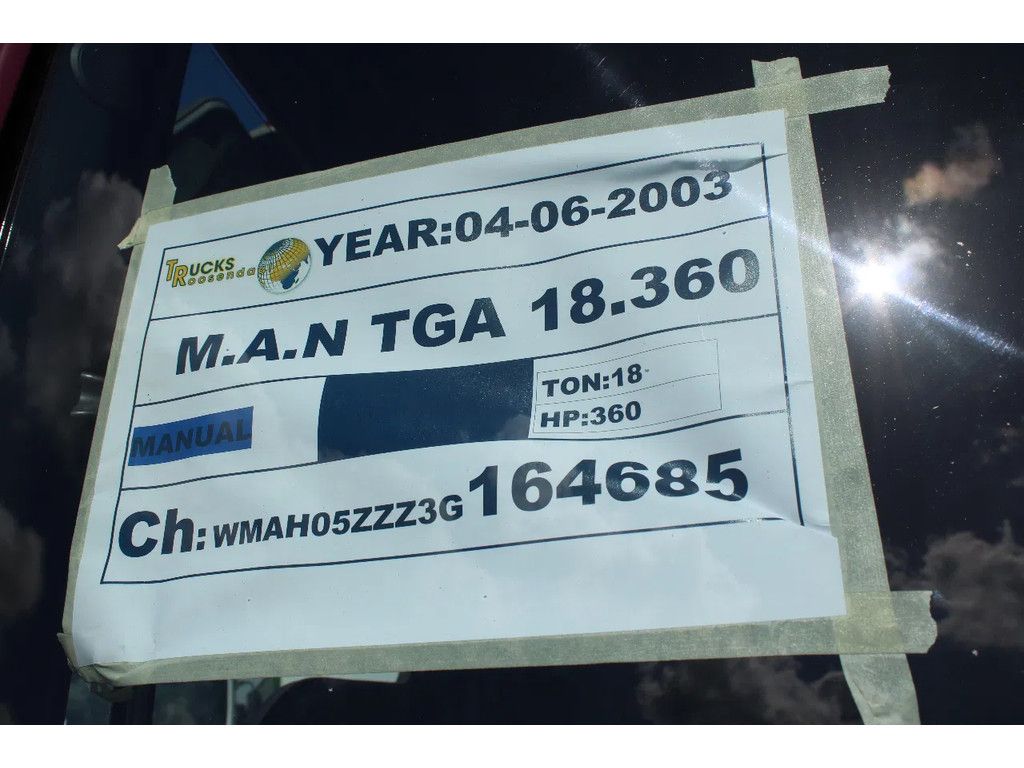 TRUCKS
Roosendaal
YEAR:04-06-2003
M.A.N TGA 18.360
MANUAL
TON:18
HP:360
Ch: WMAH05ZZZ3G164685